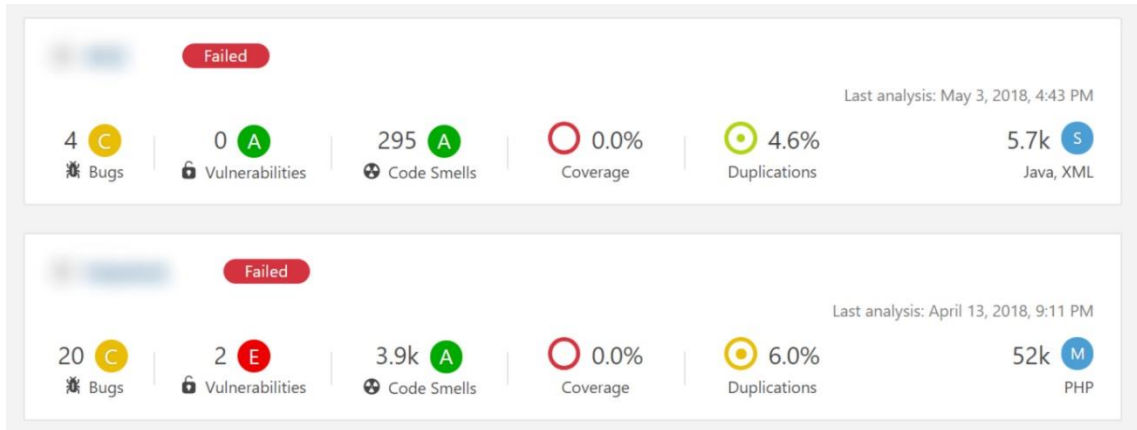 Failed
Last analysis: May 3, 2018, 4:43 PM
4 C 0 A 295 A 0.0% 4.6% 5.7k S
Bugs Vulnerabilities Code Smells Coverage Duplications Java, XML
Failed
Last analysis: April 13, 2018, 9:11 PM
20 C 2 E 3.9k A 0.0% 6.0% 52k M
Bugs Vulnerabilities Code Smells Coverage Duplications PHP